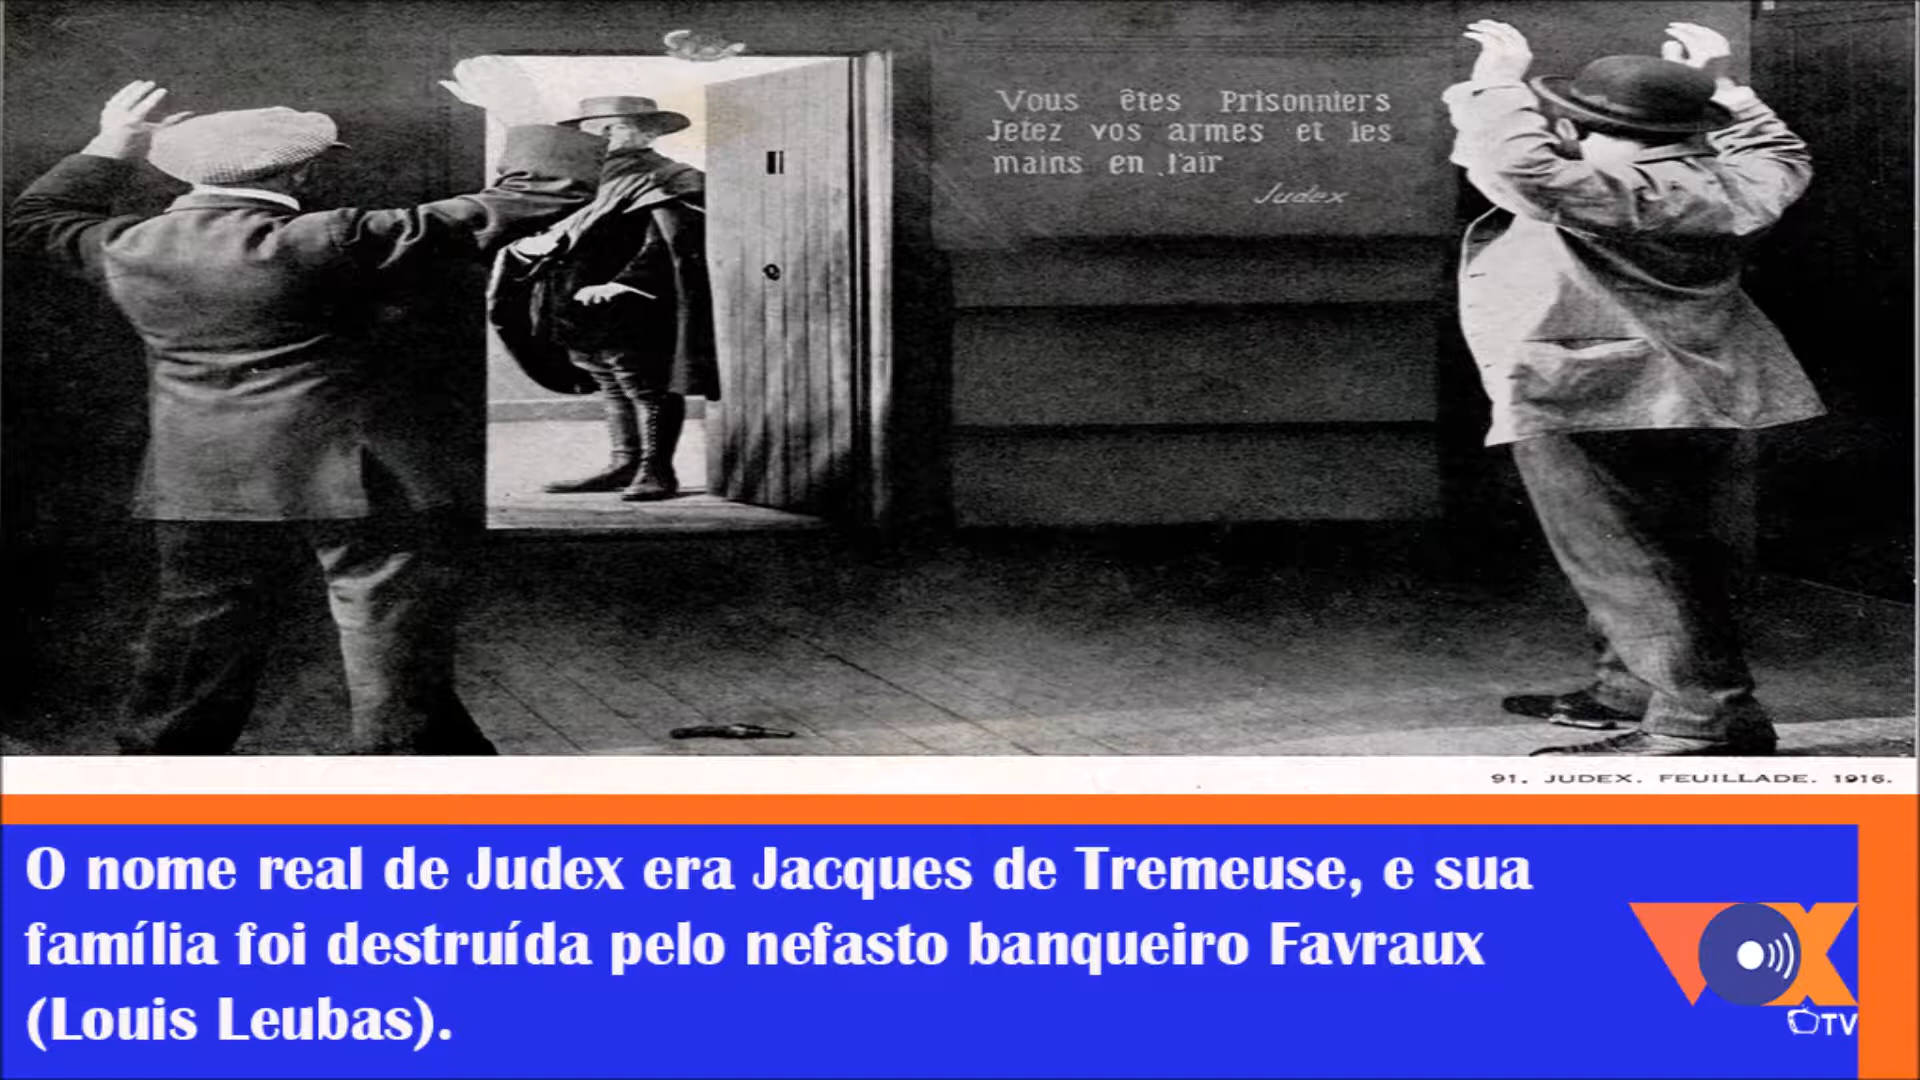 Vous êtes Prisonniers
Jetez vos armes et les
mains en l'air
Judex
91. JUDEX. FEUILLADE. 1916.
O nome real de Judex era Jacques de Tremeuse, e sua
família foi destruída pelo nefasto banqueiro Favraux
(Louis Leubas).
VOX
TV